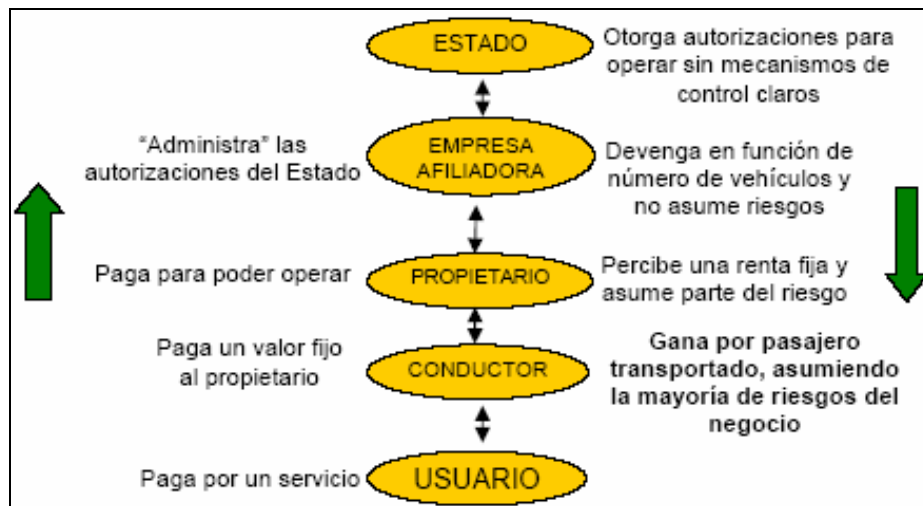 ESTADO
Otorga autorizaciones para
operar sin mecanismos de
control claros
“Administra” las
autorizaciones del Estado
EMPRESA
AFILIADORA
Devenga en función de
número de vehículos y
no asume riesgos
Paga para poder operar
PROPIETARIO
Percibe una renta fija y
asume parte del riesgo
Paga un valor fijo
al propietario
CONDUCTOR
Gana por pasajero
transportado, asumiendo
la mayoría de riesgos del
negocio
Paga por un servicio
USUARIO